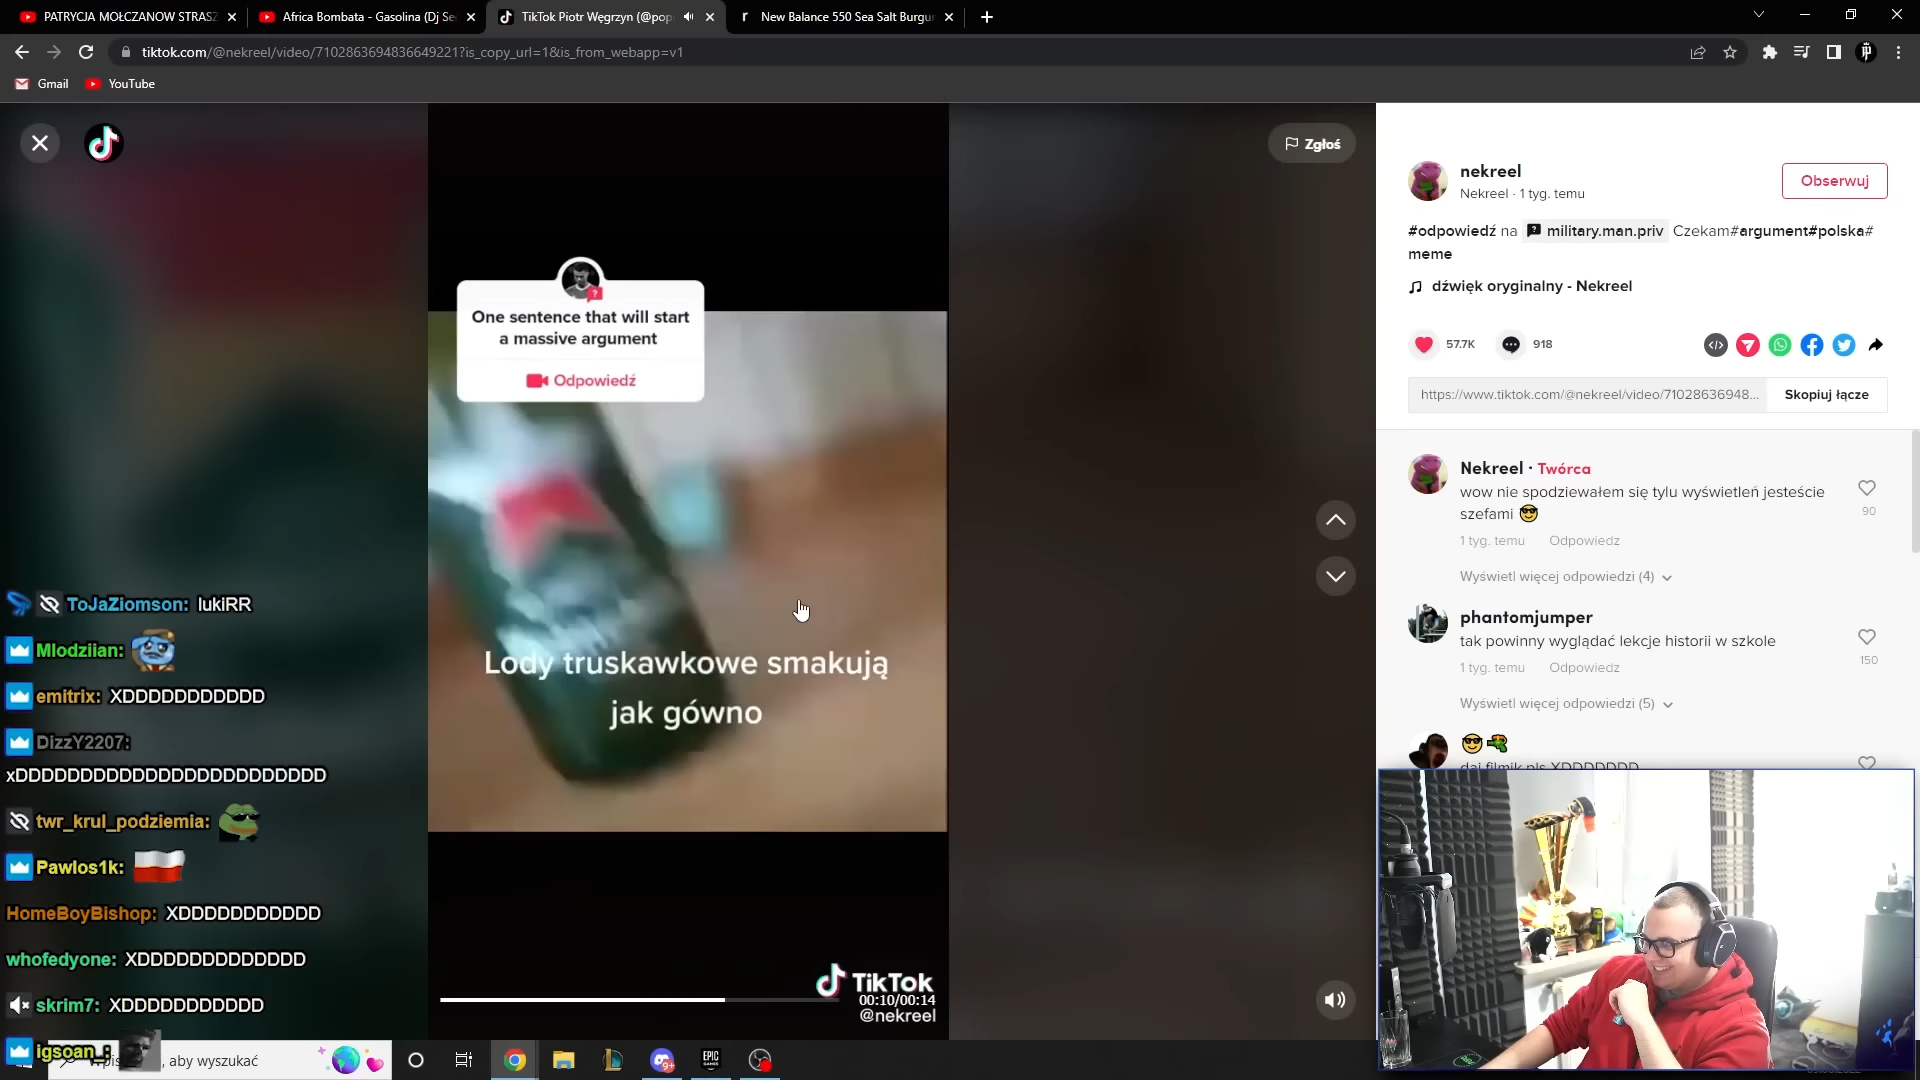 PATRYCJA MOŁCZANOW STRASZ
Africa Bombata - Gasolina (Dj Se
TikTok Piotr Węgrzyn (@pop
New Balance 550 Sea Salt Burgur
tiktok.com/@nekreel/video/7102863694836649221?is_copy_url=1&is_from_webapp=v1
Gmail
YouTube
Zgłoś
One sentence that will start
a massive argument
Odpowiedź
Lody truskawkowe smakują
jak gówno
TikTok
00:10/00:14
@nekreel
ToJaZiomson: lukiRR
Mlodziian:
emitrix: XDDDDDDDDDDD
DizzY2207:
xDDDDDDDDDDDDDDDDDDDDDDDD
twr_krul_podziemia:
Pawlos1k:
HomeBoyBishop: XDDDDDDDDDDD
whofedyone: XDDDDDDDDDDDDD
skrim7: XDDDDDDDDDDD
igsoan_:
aby wyszukać
nekreel
Nekreel · 1 tyg. temu
Obserwuj
#odpowiedź na military.man.priv Czekam#argument#polska#
meme
dźwięk oryginalny - Nekreel
57.7K
918
https://www.tiktok.com/@nekreel/video/71028636948...
Skopiuj łącze
Nekreel · Twórca
wow nie spodziewałem się tylu wyświetleń jesteście
szefami 😎
90
1 tyg. temu Odpowiedz
Wyświetl więcej odpowiedzi (4)
phantomjumper
tak powinny wyglądać lekcje historii w szkole
150
1 tyg. temu Odpowiedz
Wyświetl więcej odpowiedzi (5)
😎🔫
daj filmik pls XDDDDDDD
EPIC
GAMES